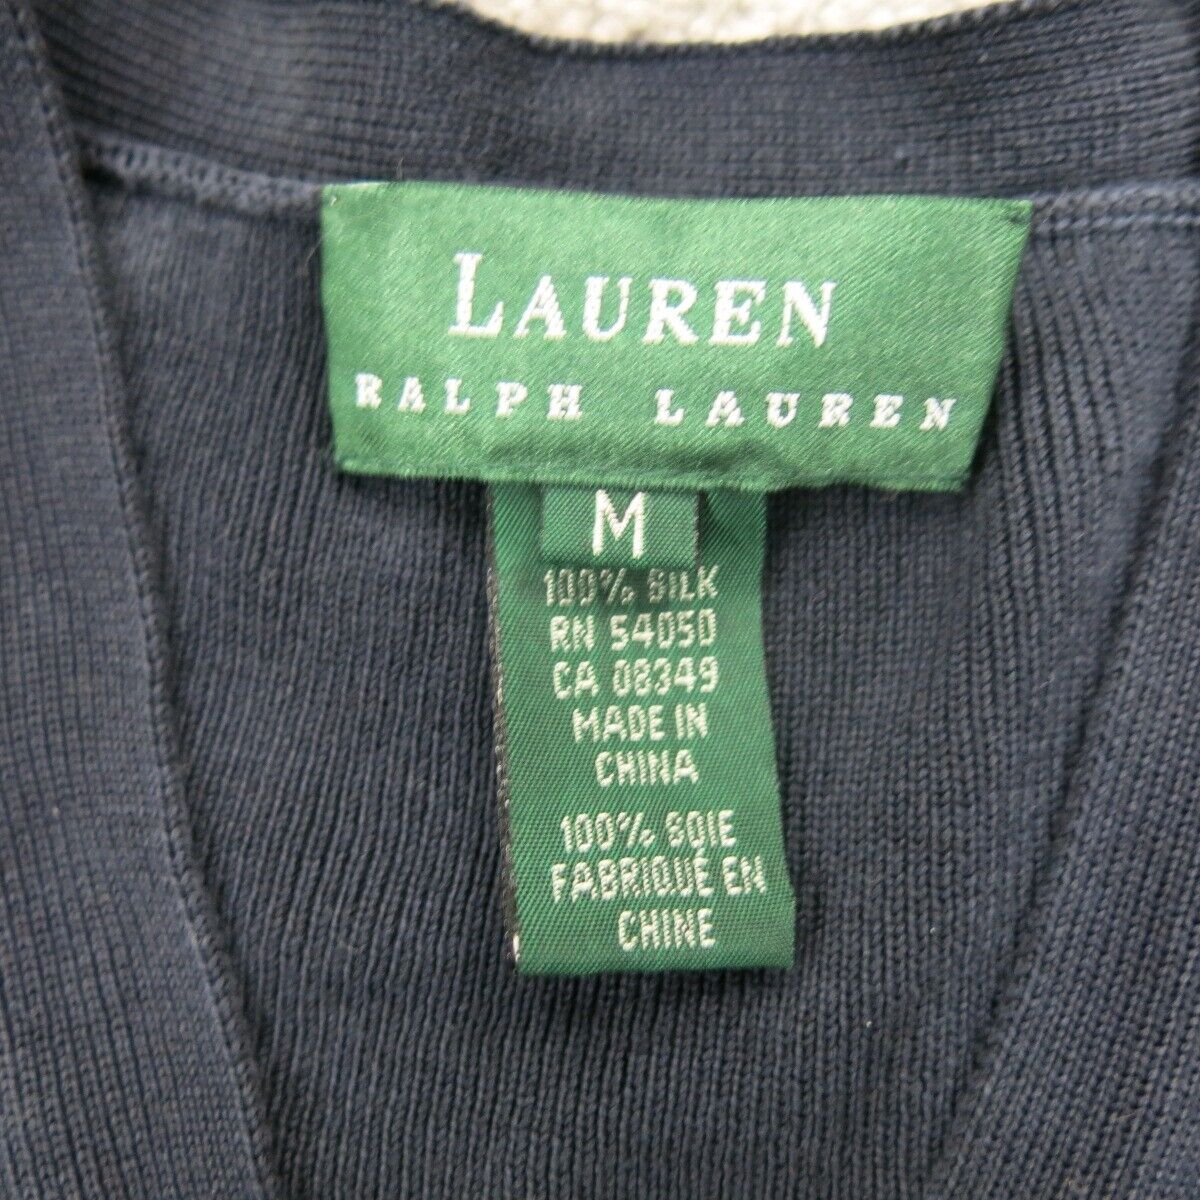 LAUREN
RALPH LAUREN
M
100% SILK
RN 54050
CA 08349
MADE IN
CHINA
100% SOIE
FABRIQUÉ EN
CHINE